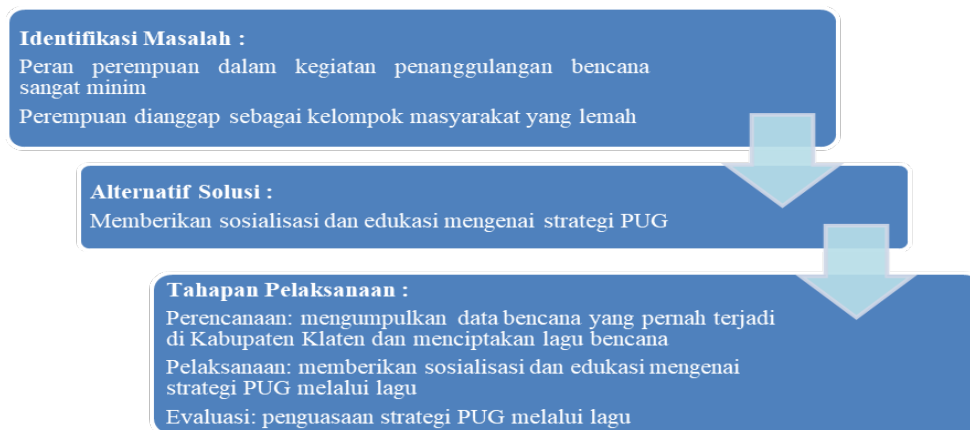 Identifikasi Masalah :
Peran perempuan dalam kegiatan penanggulangan bencana
sangat minim
Perempuan dianggap sebagai kelompok masyarakat yang lemah
Alternatif Solusi :
Memberikan sosialisasi dan edukasi mengenai strategi PUG
Tahapan Pelaksanaan :
Perencanaan: mengumpulkan data bencana yang pernah terjadi
di Kabupaten Klaten dan menciptakan lagu bencana
Pelaksanaan: memberikan sosialisasi dan edukasi mengenai
strategi PUG melalui lagu
Evaluasi: penguasaan strategi PUG melalui lagu